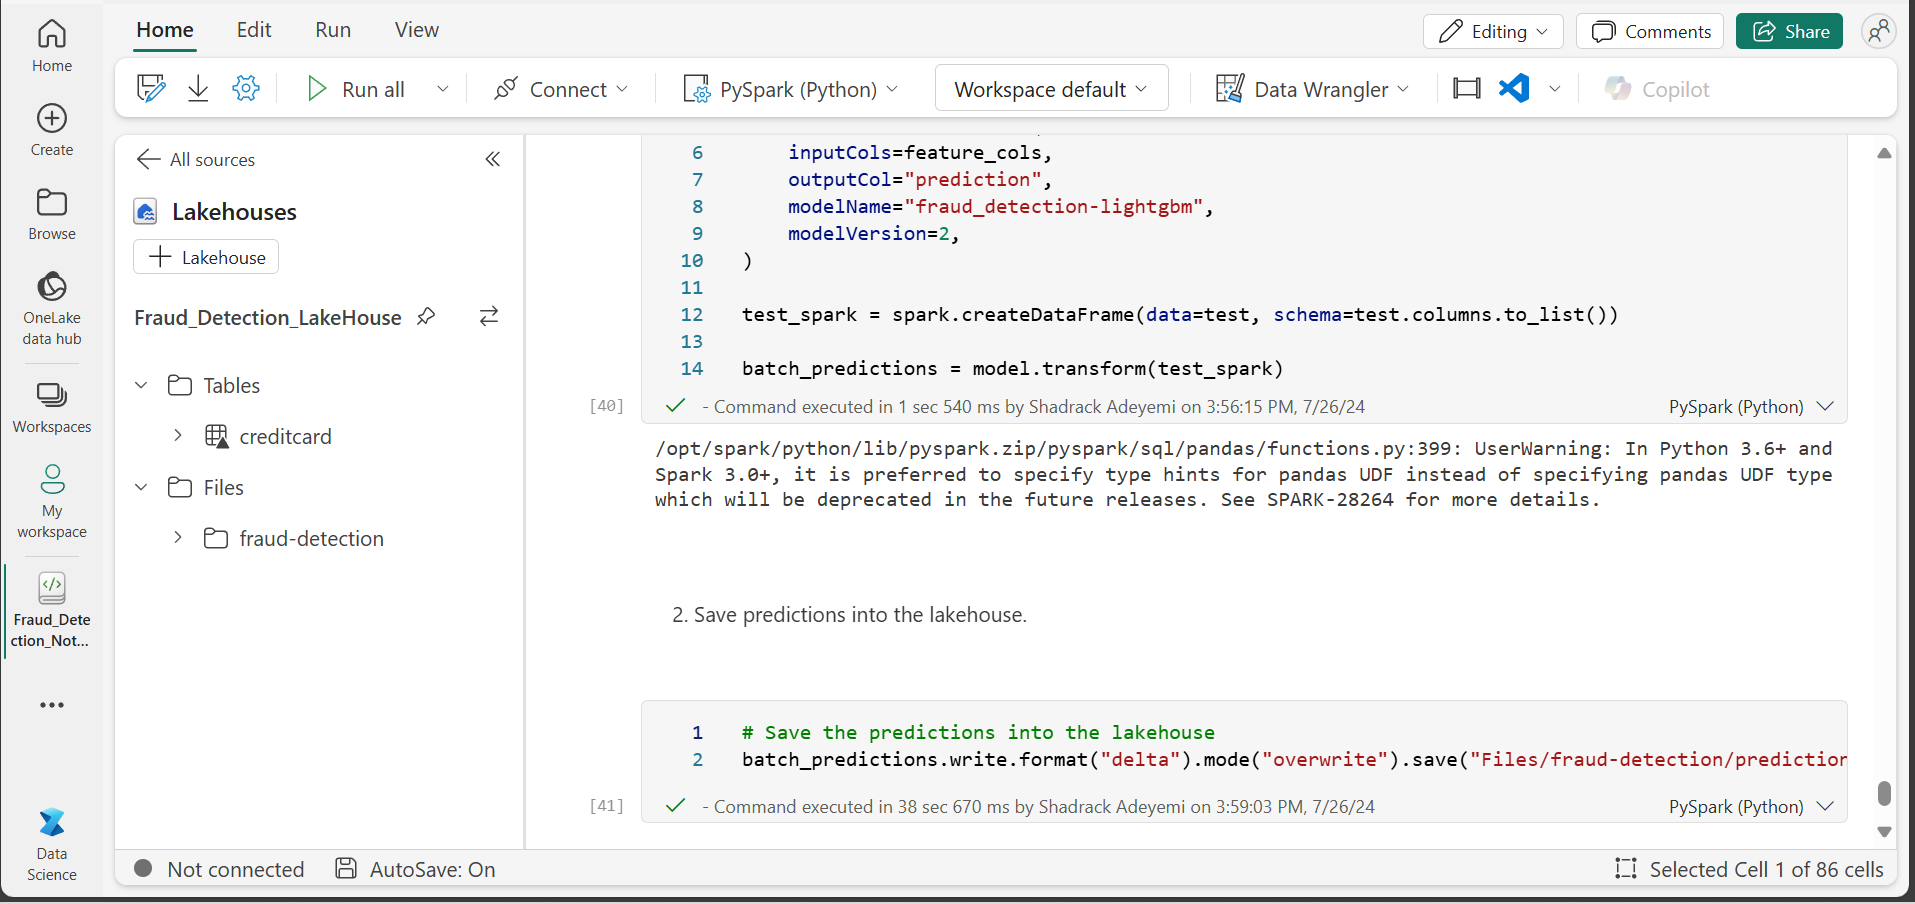 Home
Edit
Run
View
Editing
Comments
Share
Run all
Connect
PySpark (Python)
Workspace default
Data Wrangler
Copilot
Home
Create
Browse
OneLake
data hub
Workspaces
My
workspace
Fraud_Dete
ction_Not...
Data
Science
All sources
Lakehouses
Lakehouse
Fraud_Detection_LakeHouse
Tables
creditcard
Files
fraud-detection
6 inputCols=feature_cols,
7 outputCol="prediction",
8 modelName="fraud_detection-lightgbm",
9 modelVersion=2,
10 )
11
12 test_spark = spark.createDataFrame(data=test, schema=test.columns.to_list())
13
14 batch_predictions = model.transform(test_spark)
[40] - Command executed in 1 sec 540 ms by Shadrack Adeyemi on 3:56:15 PM, 7/26/24 PySpark (Python)
/opt/spark/python/lib/pyspark.zip/pyspark/sql/pandas/functions.py:399: UserWarning: In Python 3.6+ and
Spark 3.0+, it is preferred to specify type hints for pandas UDF instead of specifying pandas UDF type
which will be deprecated in the future releases. See SPARK-28264 for more details.
2. Save predictions into the lakehouse.
1 # Save the predictions into the lakehouse
2 batch_predictions.write.format("delta").mode("overwrite").save("Files/fraud-detection/prediction
[41] - Command executed in 38 sec 670 ms by Shadrack Adeyemi on 3:59:03 PM, 7/26/24 PySpark (Python)
Not connected
AutoSave: On
Selected Cell 1 of 86 cells